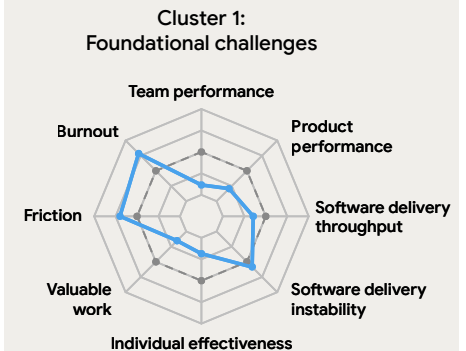 Cluster 1:
Foundational challenges
Team performance
Burnout
Product
performance
Friction
Software delivery
throughput
Valuable
work
Software delivery
instability
Individual effectiveness